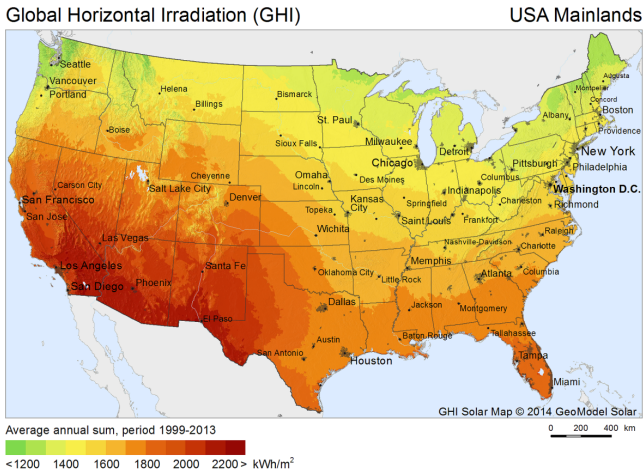 Global Horizontal Irradiation (GHI) USA Mainlands
Seattle
Vancouver
Portland
Helena
Billings
Bismarck
Boise
St. Paul
Sioux Falls
Milwaukee
Chicago
Detroit
Augusta
Montpelier
Concord
Boston
Albany
Providence
New York
Pittsburgh
Philadelphia
Washington D.C.
Richmond
Cheyenne
Omaha
Lincoln
Des Moines
Indianapolis
Columbus
Charleston
Carson City
Salt Lake City
Denver
San Francisco
San Jose
Topeka
Kansas
City
Springfield
Saint Louis
Frankfort
Wichita
Las Vegas
Raleigh
Nashville-Davidson
Charlotte
Los Angeles
Santa Fe
Oklahoma City
Memphis
Little Rock
Atlanta
Columbia
San Diego
Phoenix
El Paso
Dallas
Jackson
Montgomery
Austin
Baton Rouge
Tallahassee
San Antonio
Houston
Tampa
Miami
GHI Solar Map © 2014 GeoModel Solar
Average annual sum, period 1999-2013
<1200 1400 1600 1800 2000 2200> kWh/m²
0 200 400 km